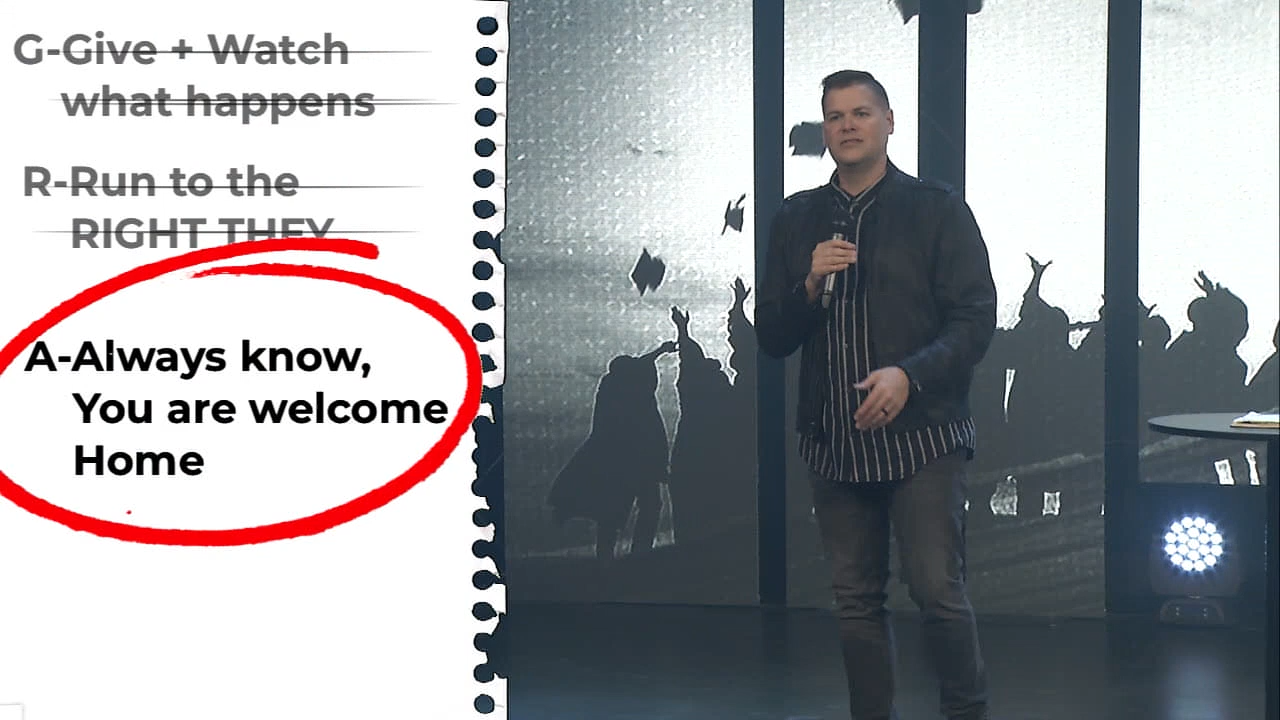 G-Give + Watch
what happens
R-Run to the
RIGHT THEY
A-Always know,
You are welcome
Home